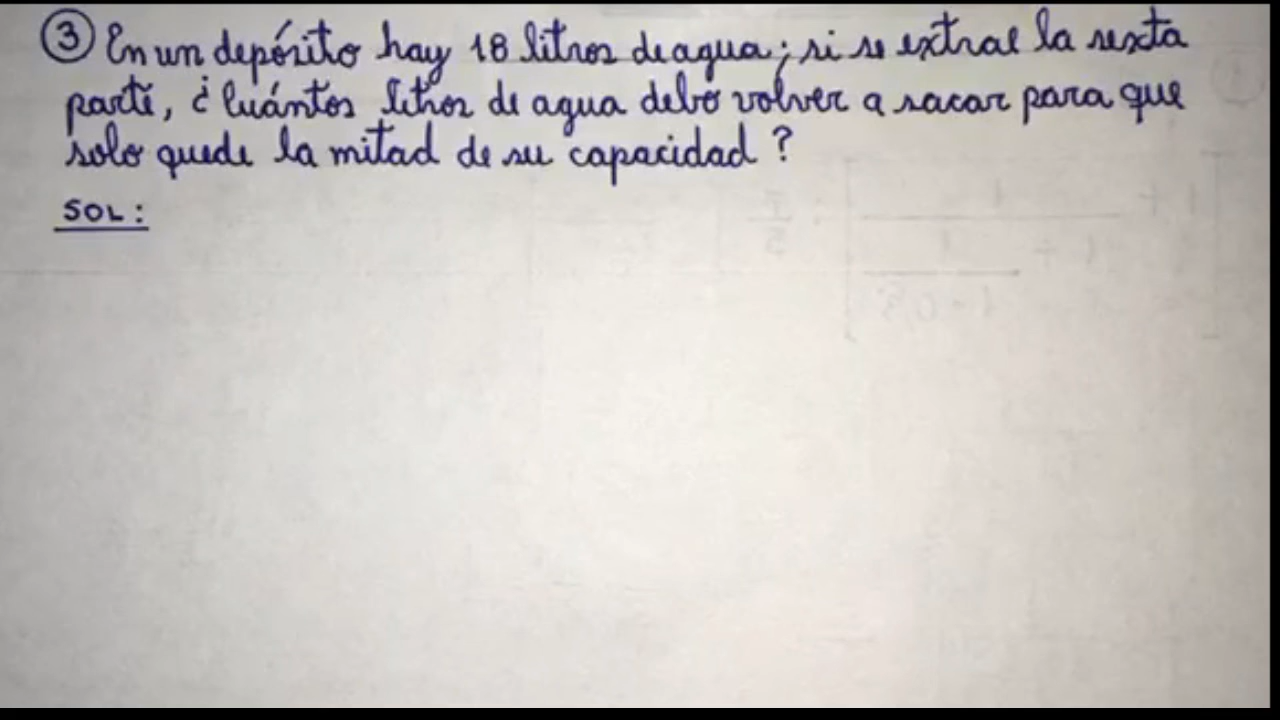 ③ En un depósito hay 18 litros de agua; si se extrae la sexta
parte, ¿Cuántos litros de agua debo volver a sacar para que
solo quede la mitad de su capacidad?
SOL: